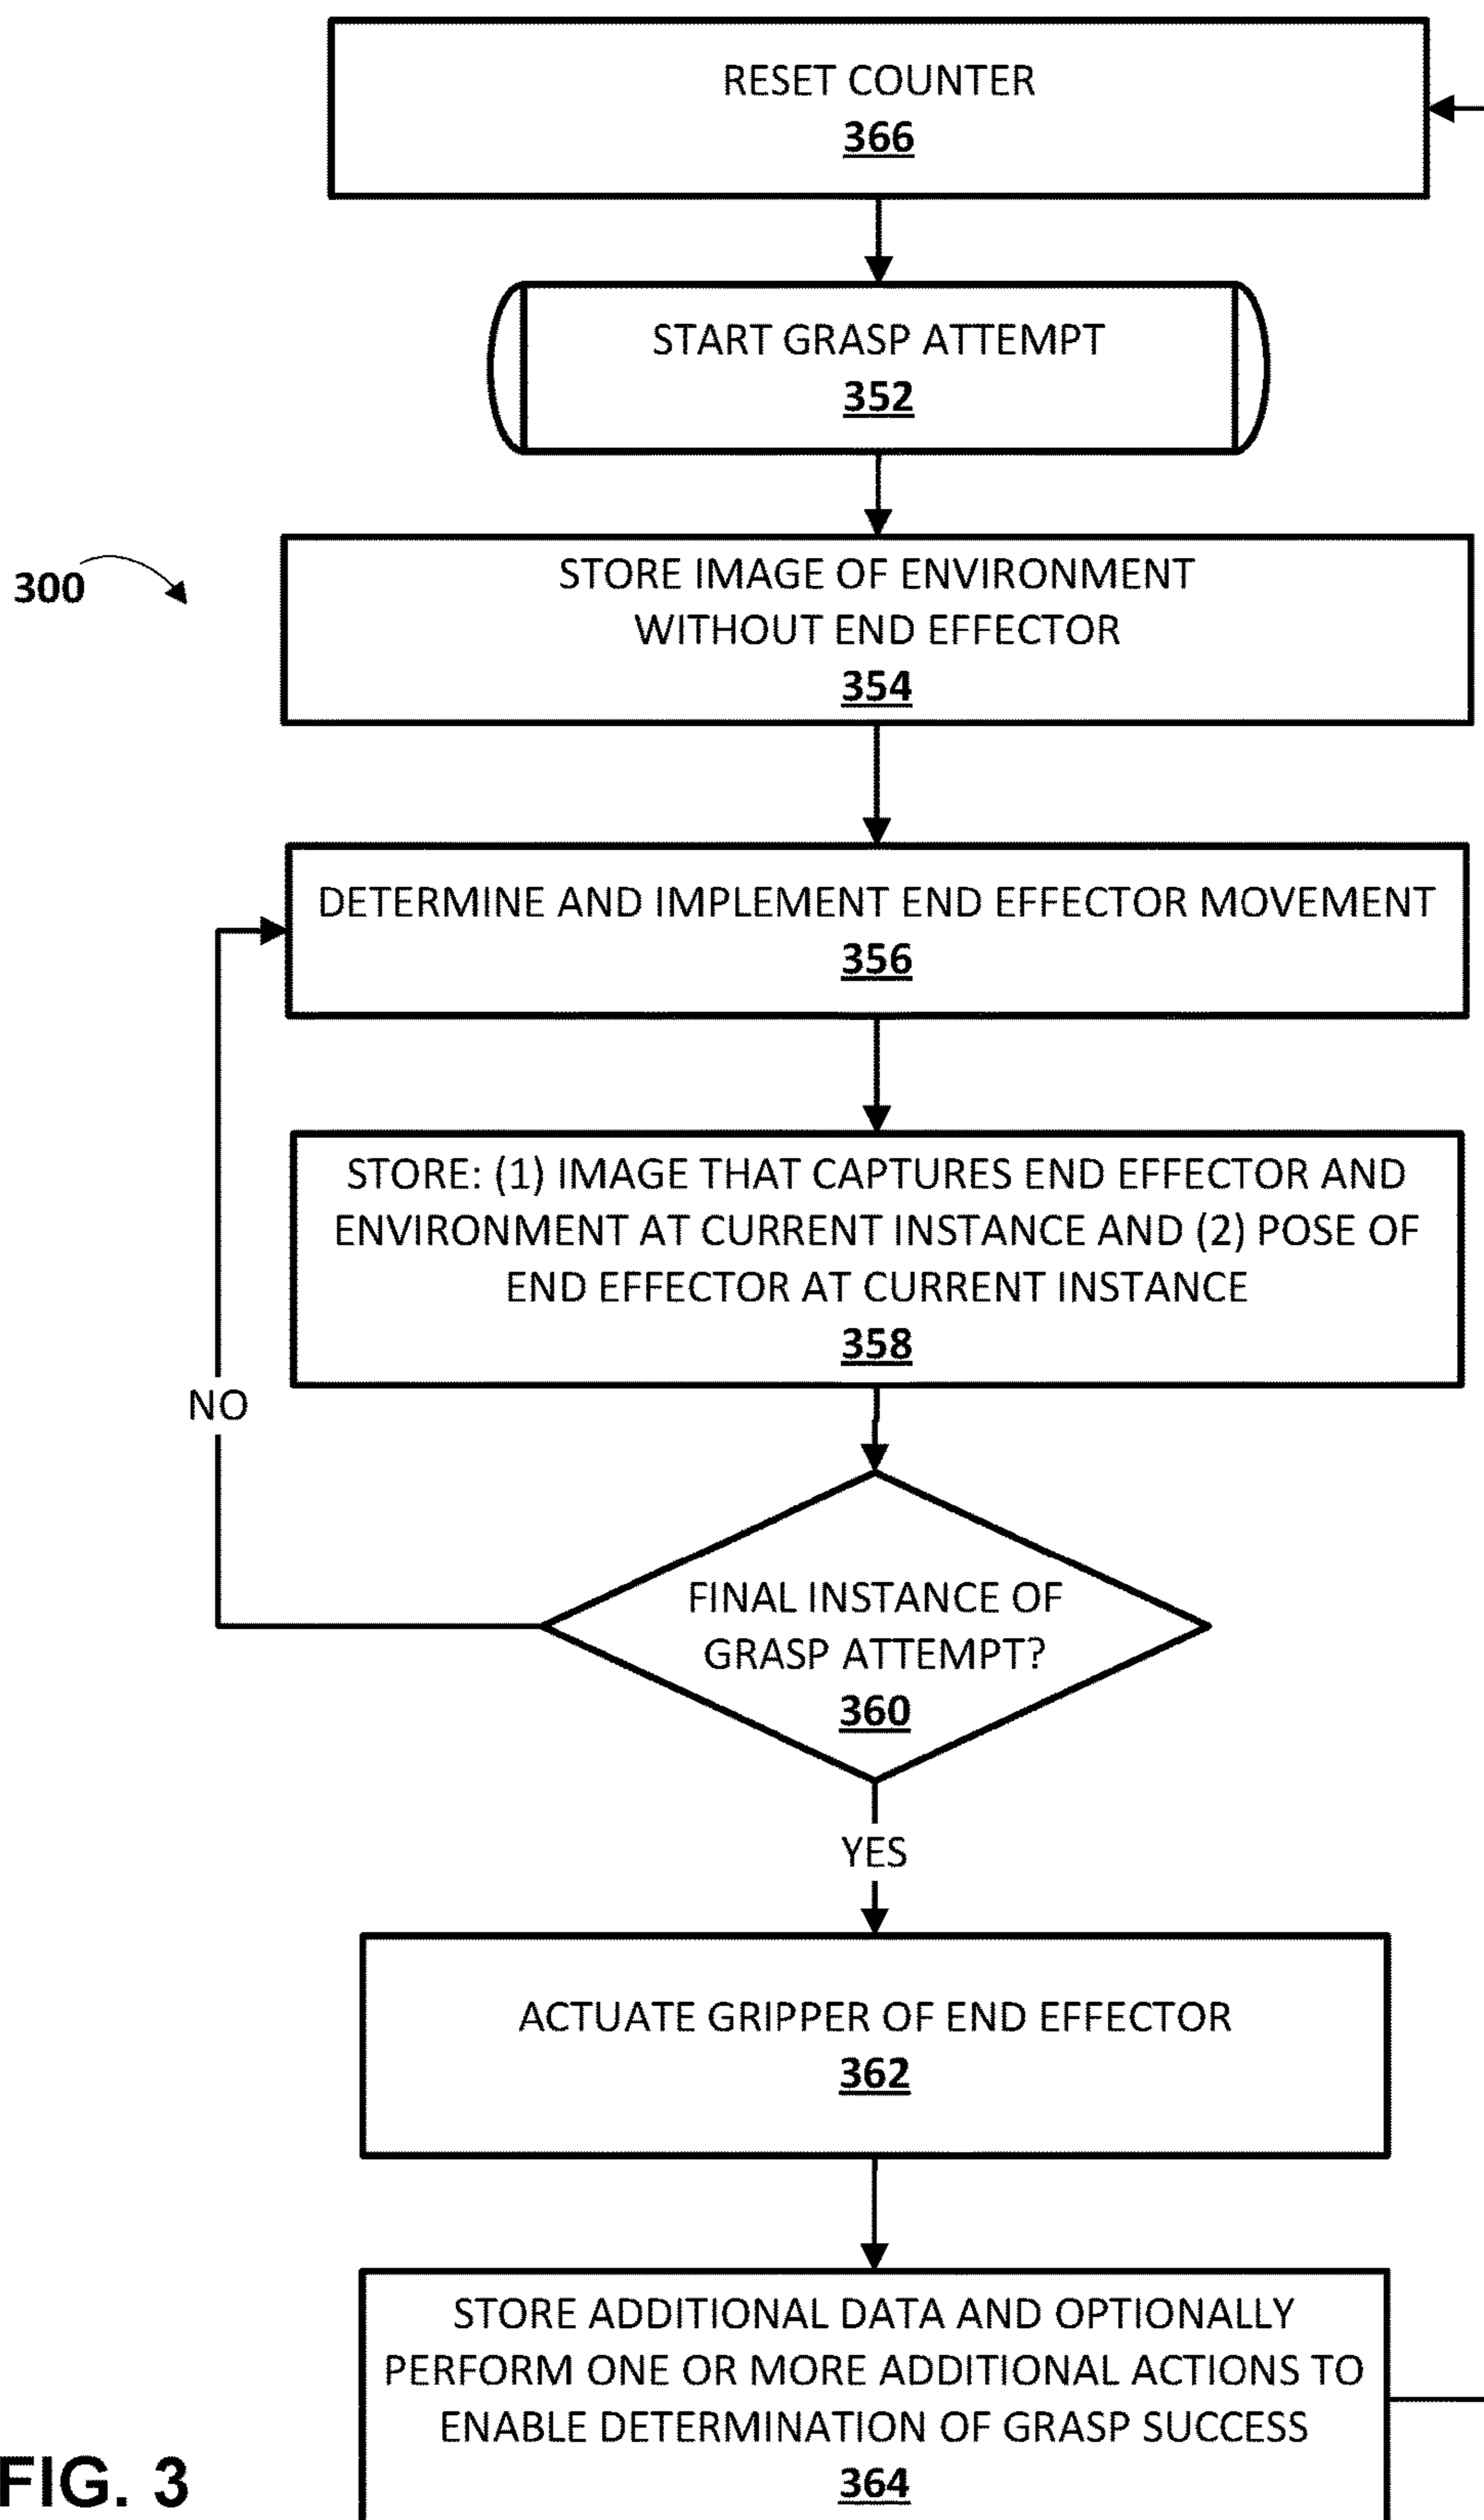 RESET COUNTER
366
START GRASP ATTEMPT
352
STORE IMAGE OF ENVIRONMENT
WITHOUT END EFFECTOR
354
300
DETERMINE AND IMPLEMENT END EFFECTOR MOVEMENT
356
STORE: (1) IMAGE THAT CAPTURES END EFFECTOR AND
ENVIRONMENT AT CURRENT INSTANCE AND (2) POSE OF
END EFFECTOR AT CURRENT INSTANCE
358
NO
FINAL INSTANCE OF
GRASP ATTEMPT?
360
YES
ACTUATE GRIPPER OF END EFFECTOR
362
STORE ADDITIONAL DATA AND OPTIONALLY
PERFORM ONE OR MORE ADDITIONAL ACTIONS TO
ENABLE DETERMINATION OF GRASP SUCCESS
364
FIG. 3